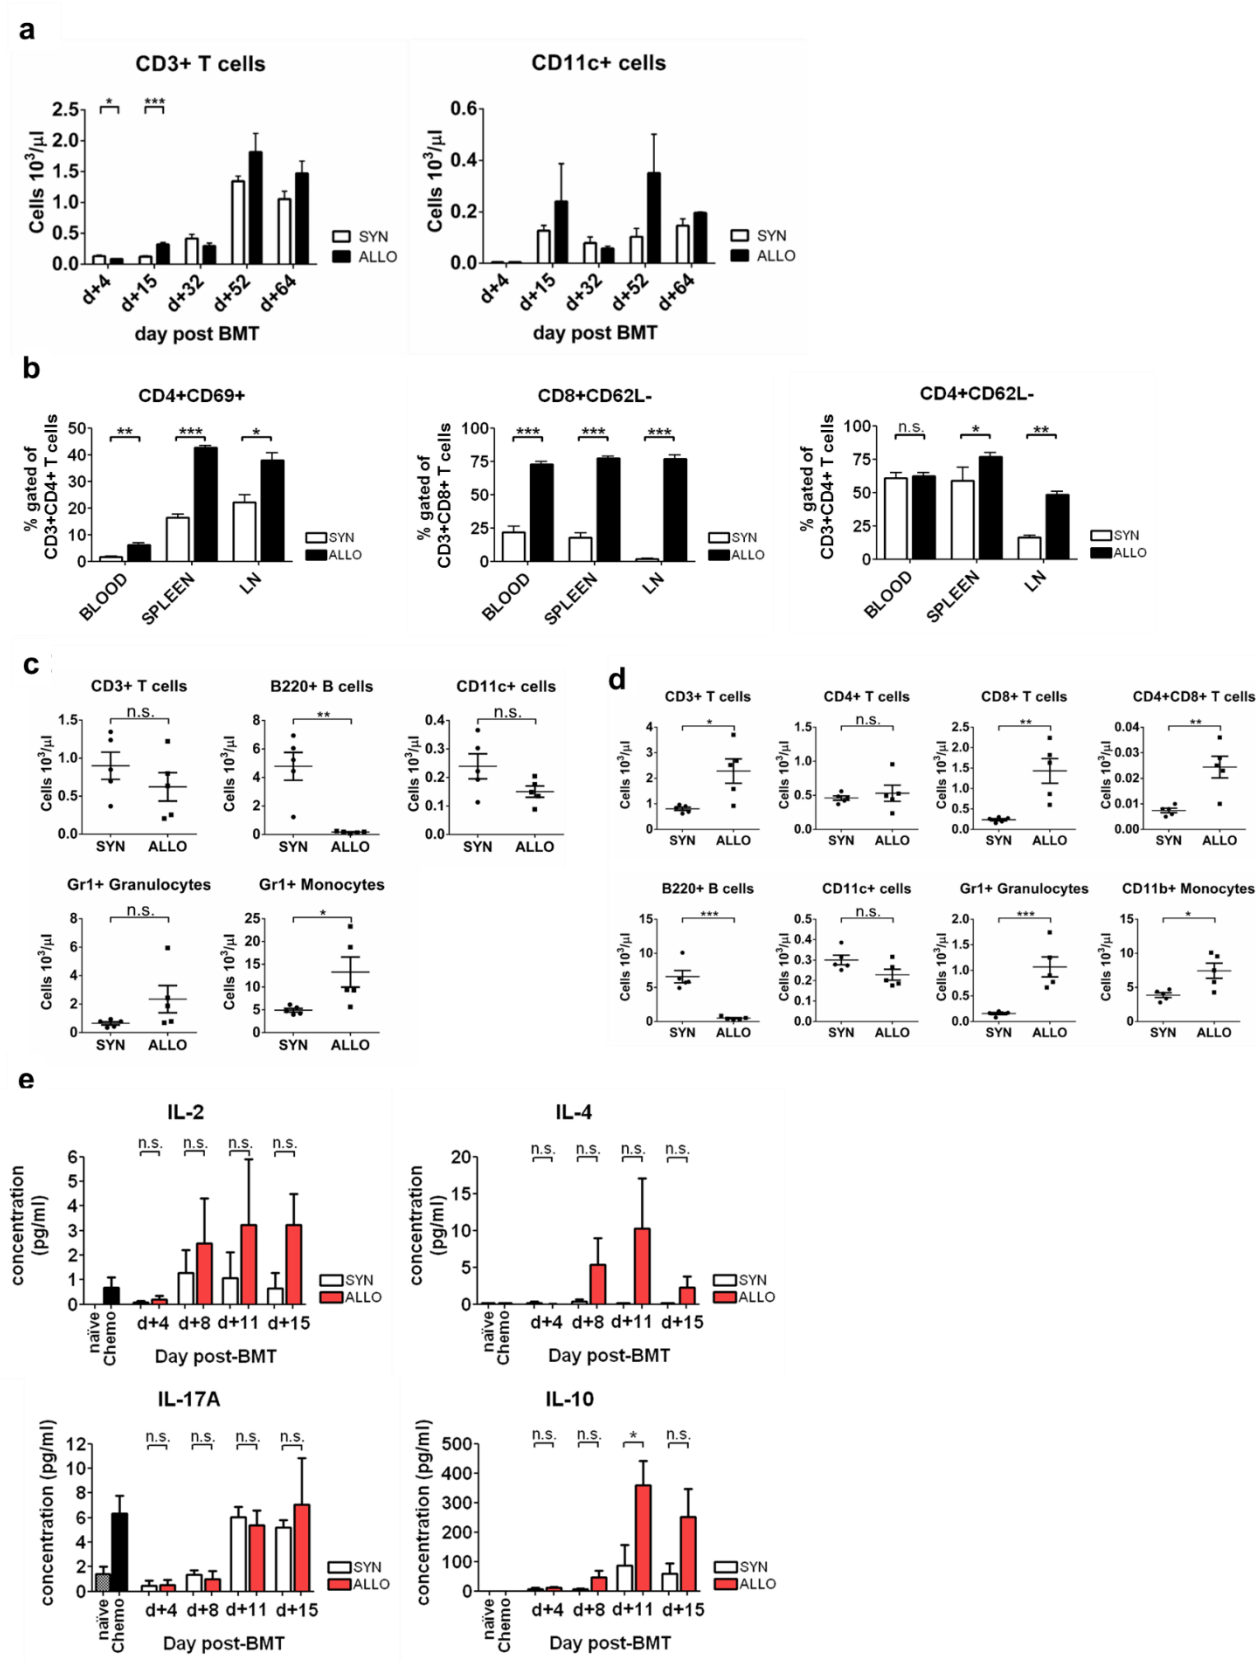 a
CD3+ T cells
* ***
Cells 10³/µl
2.5
2.0
1.5
1.0
0.5
0.0
d+4 d+15 d+32 d+52 d+64
day post BMT
SYN
ALLO
CD11c+ cells
Cells 10³/µl
0.6
0.4
0.2
0.0
d+4 d+15 d+32 d+52 d+64
day post BMT
SYN
ALLO
b
CD4+CD69+
% gated of
CD3+CD4+ T cells
50
40
30
20
10
0
** *** *
BLOOD SPLEEN LN
SYN
ALLO
CD8+CD62L-
% gated of
CD3+CD8+ T cells
100
75
50
25
0
*** *** ***
BLOOD SPLEEN LN
SYN
ALLO
CD4+CD62L-
% gated of
CD3+CD4+ T cells
100
75
50
25
0
n.s. * **
BLOOD SPLEEN LN
SYN
ALLO
c
CD3+ T cells
n.s.
Cells 10³/µl
1.5
1.0
0.5
0.0
SYN ALLO
B220+ B cells
**
Cells 10³/µl
8
6
4
2
0
SYN ALLO
CD11c+ cells
n.s.
Cells 10³/µl
0.4
0.3
0.2
0.1
0.0
SYN ALLO
Gr1+ Granulocytes
n.s.
Cells 10³/µl
8
6
4
2
0
SYN ALLO
Gr1+ Monocytes
*
Cells 10³/µl
25
20
15
10
5
0
SYN ALLO
d
CD3+ T cells
*
Cells 10³/µl
4
3
2
1
0
SYN ALLO
CD4+ T cells
n.s.
Cells 10³/µl
1.5
1.0
0.5
0.0
SYN ALLO
CD8+ T cells
**
Cells 10³/µl
2.5
2.0
1.5
1.0
0.5
0.0
SYN ALLO
CD4+CD8+ T cells
**
Cells 10³/µl
0.04
0.03
0.02
0.01
0.00
SYN ALLO
B220+ B cells
***
Cells 10³/µl
15
10
5
0
SYN ALLO
CD11c+ cells
n.s.
Cells 10³/µl
0.5
0.4
0.3
0.2
0.1
0.0
SYN ALLO
Gr1+ Granulocytes
***
Cells 10³/µl
2.0
1.5
1.0
0.5
0.0
SYN ALLO
CD11b+ Monocytes
*
Cells 10³/µl
15
10
5
0
SYN ALLO
e
IL-2
n.s. n.s. n.s. n.s.
concentration
(pg/ml)
6
5
4
3
2
1
0
naïve Chemo d+4 d+8 d+11 d+15
Day post-BMT
SYN
ALLO
IL-4
n.s. n.s. n.s. n.s.
concentration
(pg/ml)
20
15
10
5
0
naïve Chemo d+4 d+8 d+11 d+15
Day post-BMT
SYN
ALLO
IL-17A
n.s. n.s. n.s. n.s.
concentration (pg/ml)
12
10
8
6
4
2
0
naïve Chemo d+4 d+8 d+11 d+15
Day post-BMT
SYN
ALLO
IL-10
n.s. n.s. * n.s.
concentration (pg/ml)
500
400
300
200
100
0
naïve Chemo d+4 d+8 d+11 d+15
Day post-BMT
SYN
ALLO